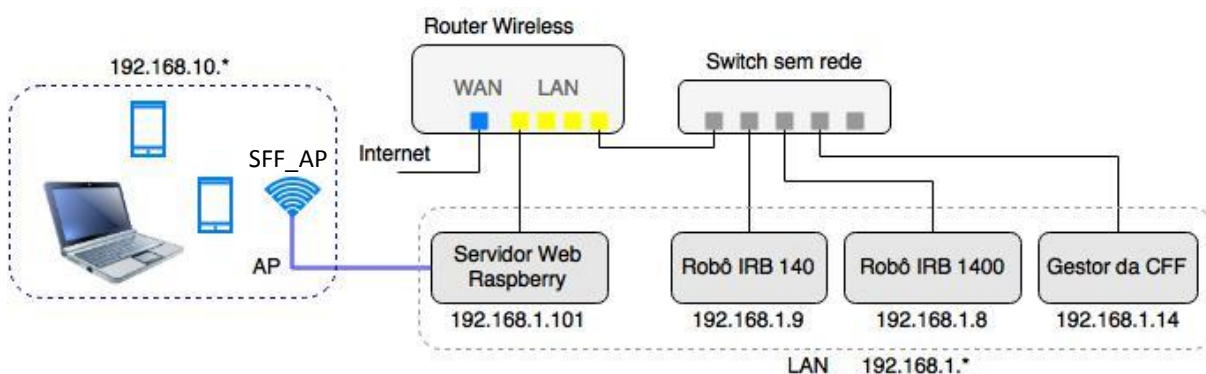 Router Wireless
192.168.10.*
Switch sem rede
WAN LAN
SFF_AP
Internet
AP
Servidor Web
Raspberry
Robô IRB 140
Robô IRB 1400
Gestor da CFF
192.168.1.101
192.168.1.9
192.168.1.8
192.168.1.14
LAN 192.168.1.*